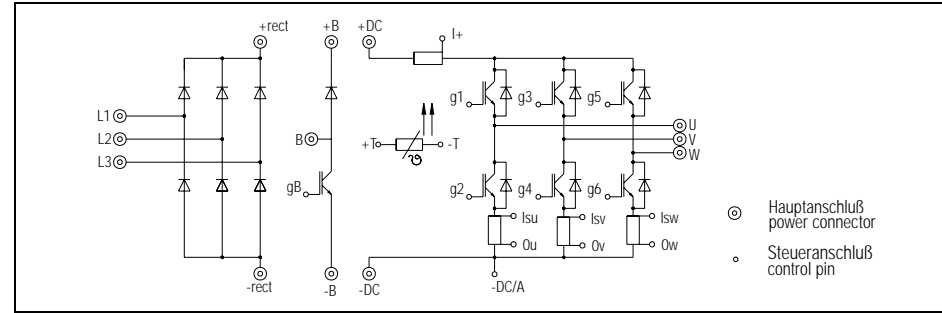 +rect +B +DC I+
g1 g3 g5
L1
L2
L3
B
+T -T
ϑ
U
V
W
gB
g2 g4 g6
Isu Isv Isw
0u 0v 0w
-rect -B -DC -DC/A
Hauptanschluß
power connector
Steueranschluß
control pin